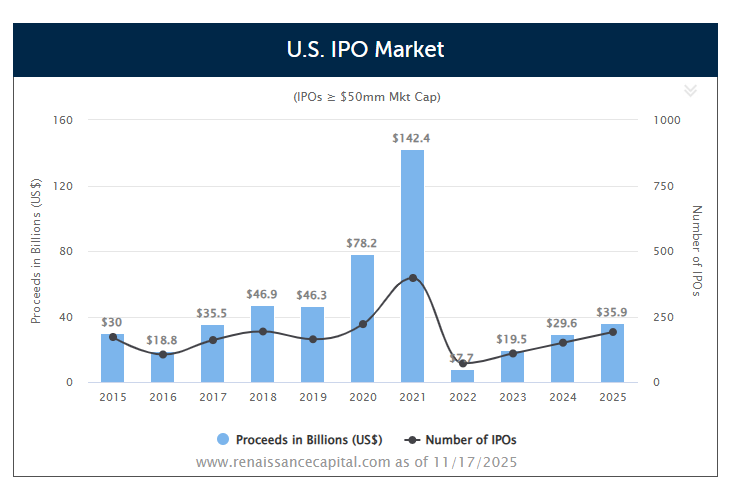 U.S. IPO Market
(IPOs ≥ $50mm Mkt Cap)
160 1000
$142.4
120 750
$78.2
80 500
$46.9 $46.3
$35.5 $35.9
$30 $29.6
40 250
$18.8 $19.5
$7.7
0 0
Proceeds in Billions (US$)
Number of IPOs
2015 2016 2017 2018 2019 2020 2021 2022 2023 2024 2025
Proceeds in Billions (US$) Number of IPOs
www.renaissancecapital.com as of 11/17/2025